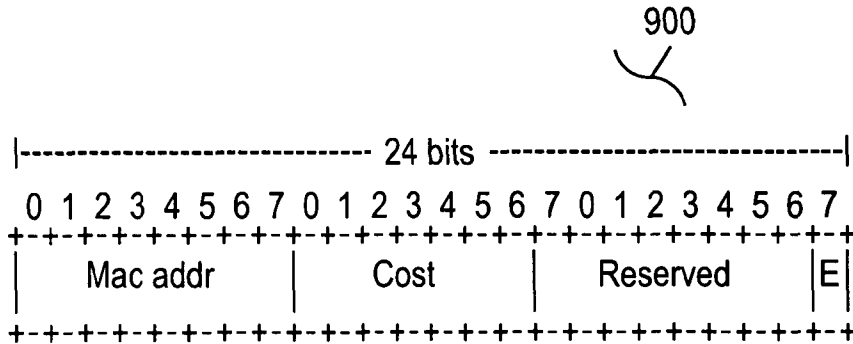 900
|------------------------------ 24 bits ------------------------------|
0 1 2 3 4 5 6 7 0 1 2 3 4 5 6 7 0 1 2 3 4 5 6 7
+-+-+-+-+-+-+-+-+-+-+-+-+-+-+-+-+-+-+-+-+-+-+-+-+
| Mac addr | Cost | Reserved |E|
+-+-+-+-+-+-+-+-+-+-+-+-+-+-+-+-+-+-+-+-+-+-+-+-+